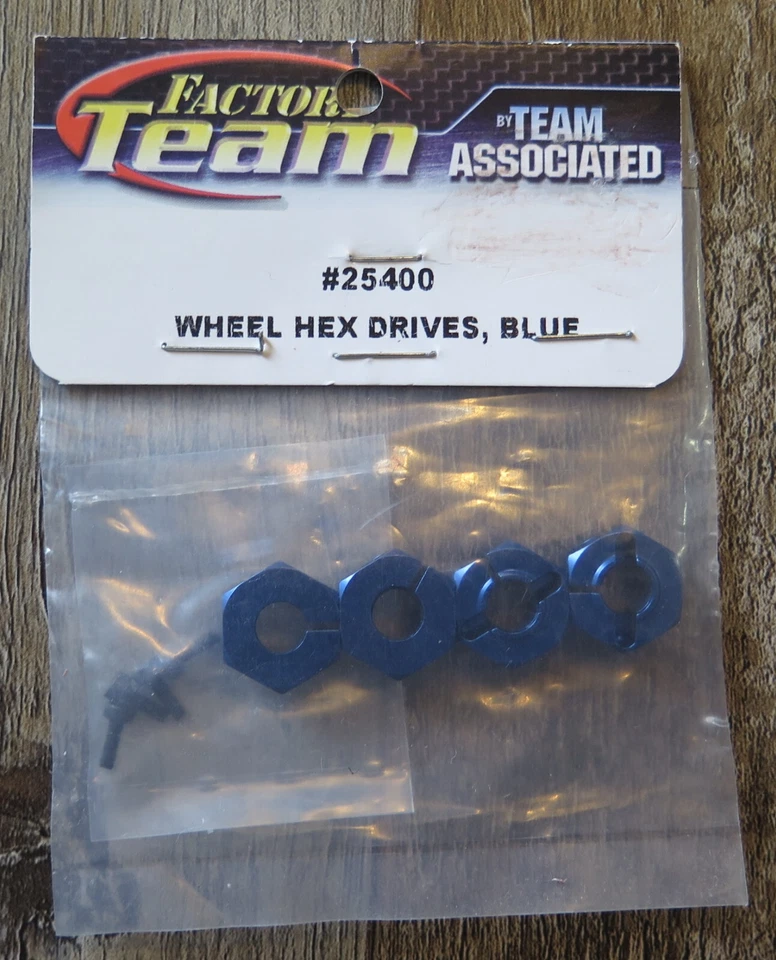 FACTORY
Team
BY TEAM
ASSOCIATED
#25400
WHEEL HEX DRIVES, BLUE